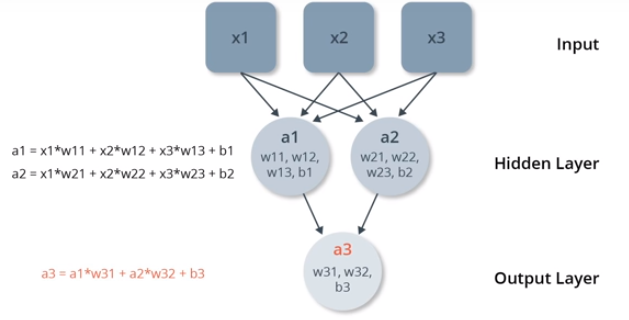 x1
x2
x3
Input
a1 = x1*w11 + x2*w12 + x3*w13 + b1
a2 = x1*w21 + x2*w22 + x3*w23 + b2
a1
w11, w12,
w13, b1
a2
w21, w22,
w23, b2
Hidden Layer
a3 = a1*w31 + a2*w32 + b3
a3
w31, w32,
b3
Output Layer